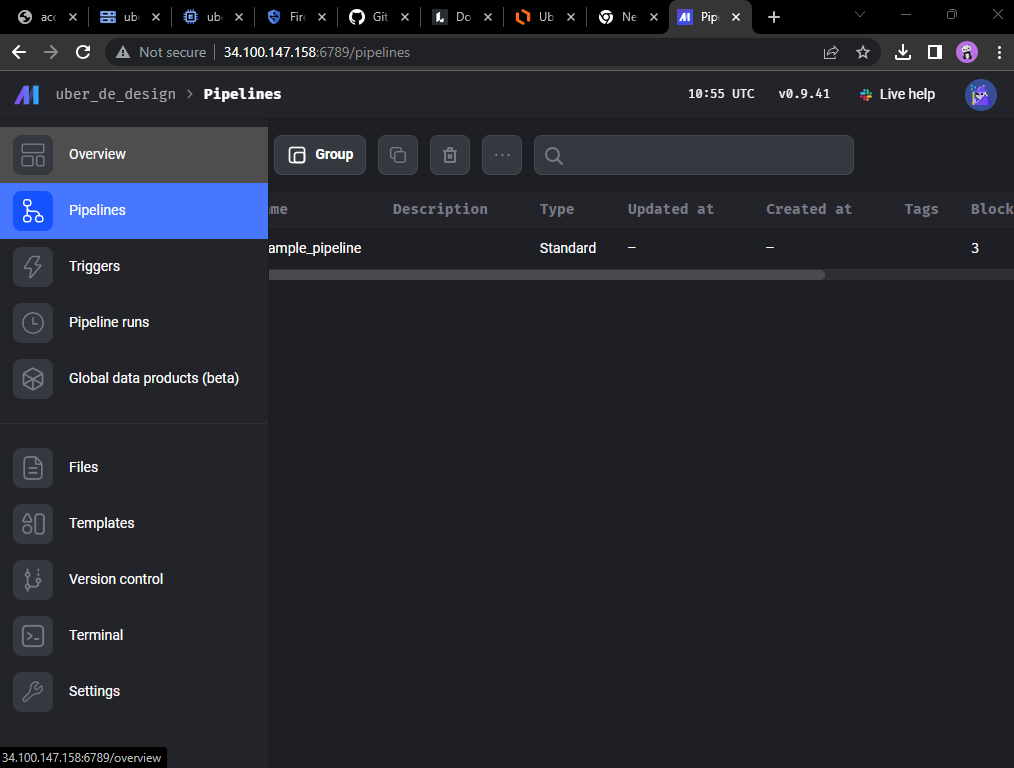 acc
ub
ub
Fire
Git
Do
Ub
Ne
Pip
Not secure
34.100.147.158:6789/pipelines
uber_de_design > Pipelines
10:55 UTC
v0.9.41
Live help
Overview
Pipelines
Triggers
Pipeline runs
Global data products (beta)
Files
Templates
Version control
Terminal
Settings
Group
me Description Type Updated at Created at Tags Block
ample_pipeline Standard – – 3
34.100.147.158:6789/overview